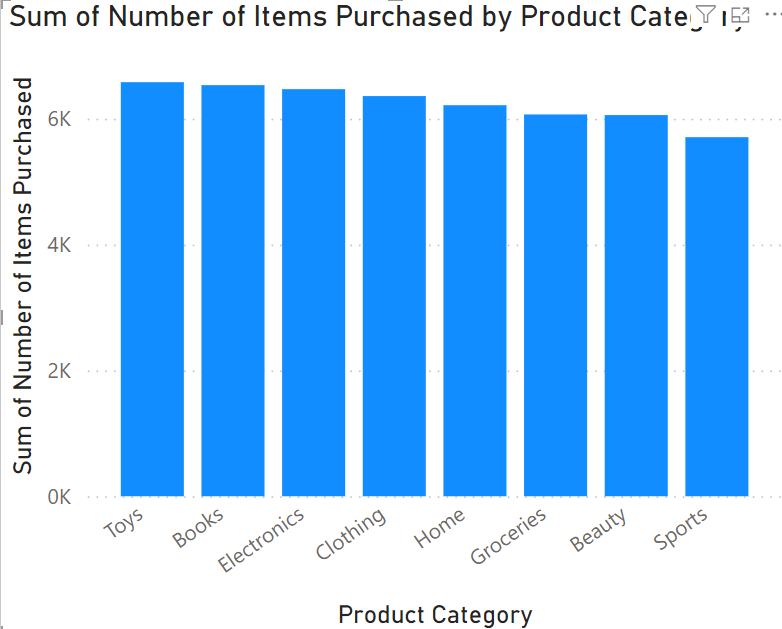 Sum of Number of Items Purchased by Product Categ
Sum of Number of Items Purchased
6K
4K
2K
0K
Toys
Books
Electronics
Clothing
Home
Groceries
Beauty
Sports
Product Category